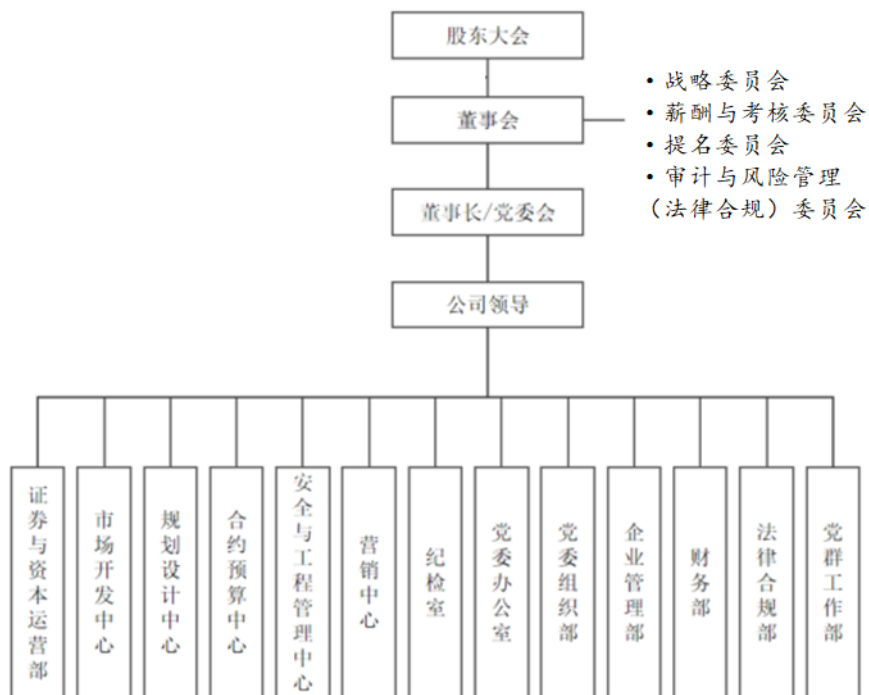 股东大会
董事会
·战略委员会
·薪酬与考核委员会
·提名委员会
·审计与风险管理
（法律合规）委员会
董事长/党委会
公司领导
证券与资本运营部
市场开发中心
规划设计中心
合约预算中心
安全与工程管理中心
营销中心
纪检室
党委办公室
党委组织部
企业管理部
财务部
法律合规部
党群工作部